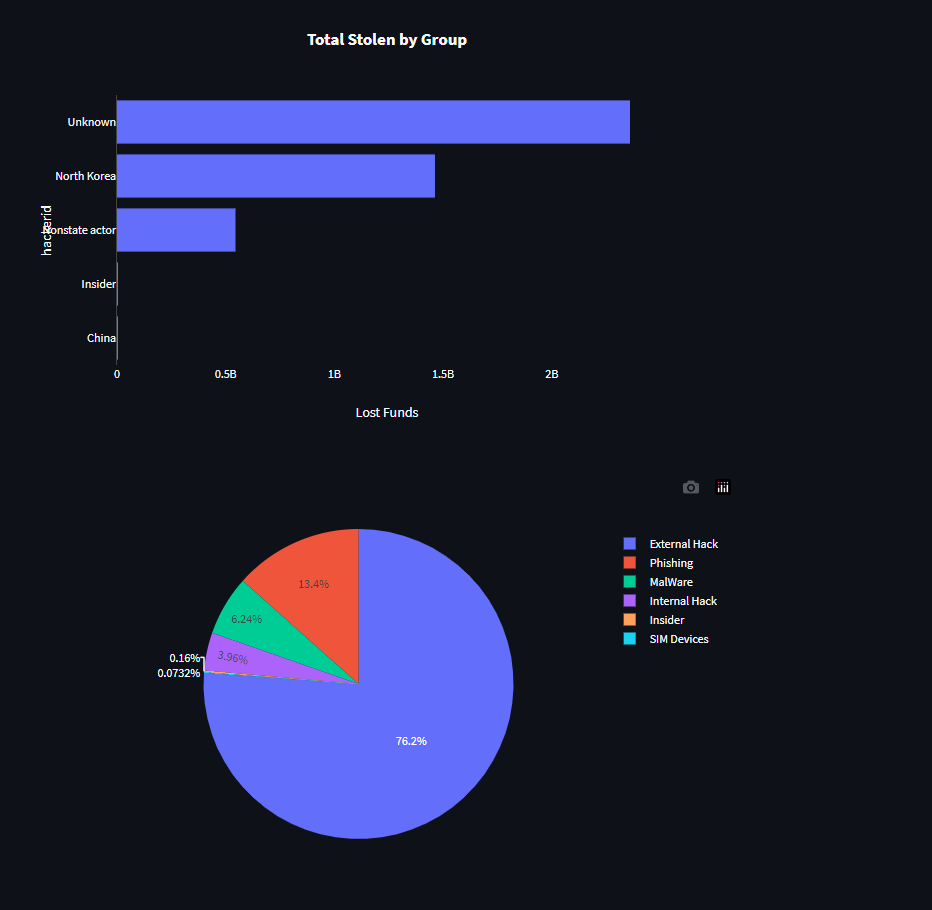 Total Stolen by Group
Unknown
North Korea
hackerid
Nonstate actor
Insider
China
0 0.5B 1B 1.5B 2B
Lost Funds
External Hack
Phishing
MalWare
Internal Hack
Insider
SIM Devices
13.4%
6.24%
3.96%
0.16%
0.0732%
76.2%